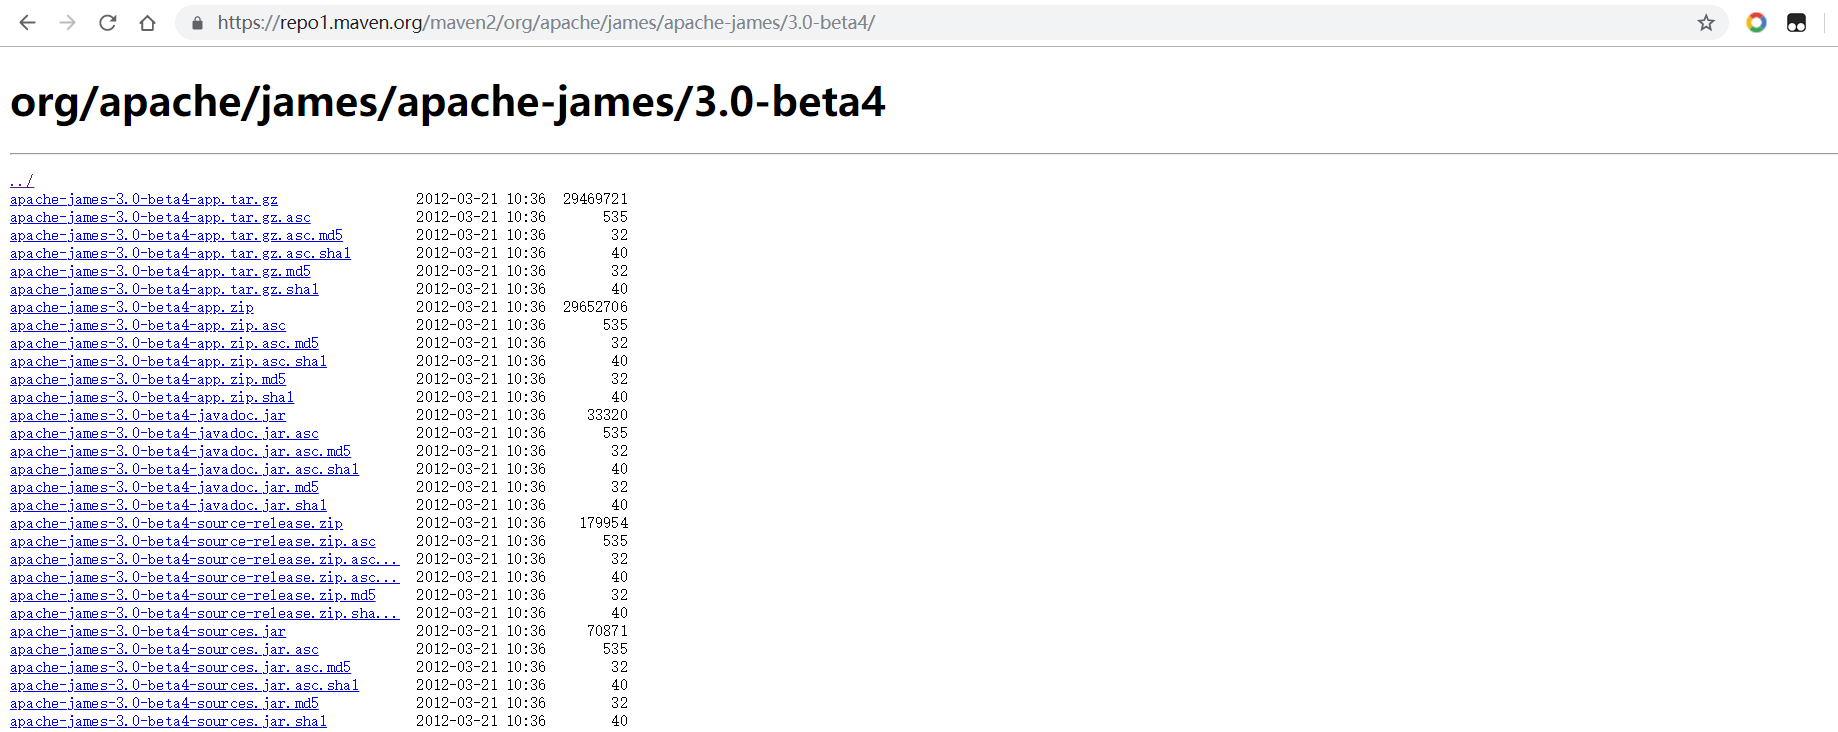 https://repo1.maven.org/maven2/org/apache/james/apache-james/3.0-beta4/
org/apache/james/apache-james/3.0-beta4
../
apache-james-3.0-beta4-app.tar.gz 2012-03-21 10:36 29469721
apache-james-3.0-beta4-app.tar.gz.asc 2012-03-21 10:36 535
apache-james-3.0-beta4-app.tar.gz.asc.md5 2012-03-21 10:36 32
apache-james-3.0-beta4-app.tar.gz.asc.sha1 2012-03-21 10:36 40
apache-james-3.0-beta4-app.tar.gz.md5 2012-03-21 10:36 32
apache-james-3.0-beta4-app.tar.gz.sha1 2012-03-21 10:36 40
apache-james-3.0-beta4-app.zip 2012-03-21 10:36 29652706
apache-james-3.0-beta4-app.zip.asc 2012-03-21 10:36 535
apache-james-3.0-beta4-app.zip.asc.md5 2012-03-21 10:36 32
apache-james-3.0-beta4-app.zip.asc.sha1 2012-03-21 10:36 40
apache-james-3.0-beta4-app.zip.md5 2012-03-21 10:36 32
apache-james-3.0-beta4-app.zip.sha1 2012-03-21 10:36 40
apache-james-3.0-beta4-javadoc.jar 2012-03-21 10:36 33320
apache-james-3.0-beta4-javadoc.jar.asc 2012-03-21 10:36 535
apache-james-3.0-beta4-javadoc.jar.asc.md5 2012-03-21 10:36 32
apache-james-3.0-beta4-javadoc.jar.asc.sha1 2012-03-21 10:36 40
apache-james-3.0-beta4-javadoc.jar.md5 2012-03-21 10:36 32
apache-james-3.0-beta4-javadoc.jar.sha1 2012-03-21 10:36 40
apache-james-3.0-beta4-source-release.zip 2012-03-21 10:36 179954
apache-james-3.0-beta4-source-release.zip.asc 2012-03-21 10:36 535
apache-james-3.0-beta4-source-release.zip.asc... 2012-03-21 10:36 32
apache-james-3.0-beta4-source-release.zip.asc... 2012-03-21 10:36 40
apache-james-3.0-beta4-source-release.zip.md5 2012-03-21 10:36 32
apache-james-3.0-beta4-source-release.zip.sha... 2012-03-21 10:36 40
apache-james-3.0-beta4-sources.jar 2012-03-21 10:36 70871
apache-james-3.0-beta4-sources.jar.asc 2012-03-21 10:36 535
apache-james-3.0-beta4-sources.jar.asc.md5 2012-03-21 10:36 32
apache-james-3.0-beta4-sources.jar.asc.sha1 2012-03-21 10:36 40
apache-james-3.0-beta4-sources.jar.md5 2012-03-21 10:36 32
apache-james-3.0-beta4-sources.jar.sha1 2012-03-21 10:36 40